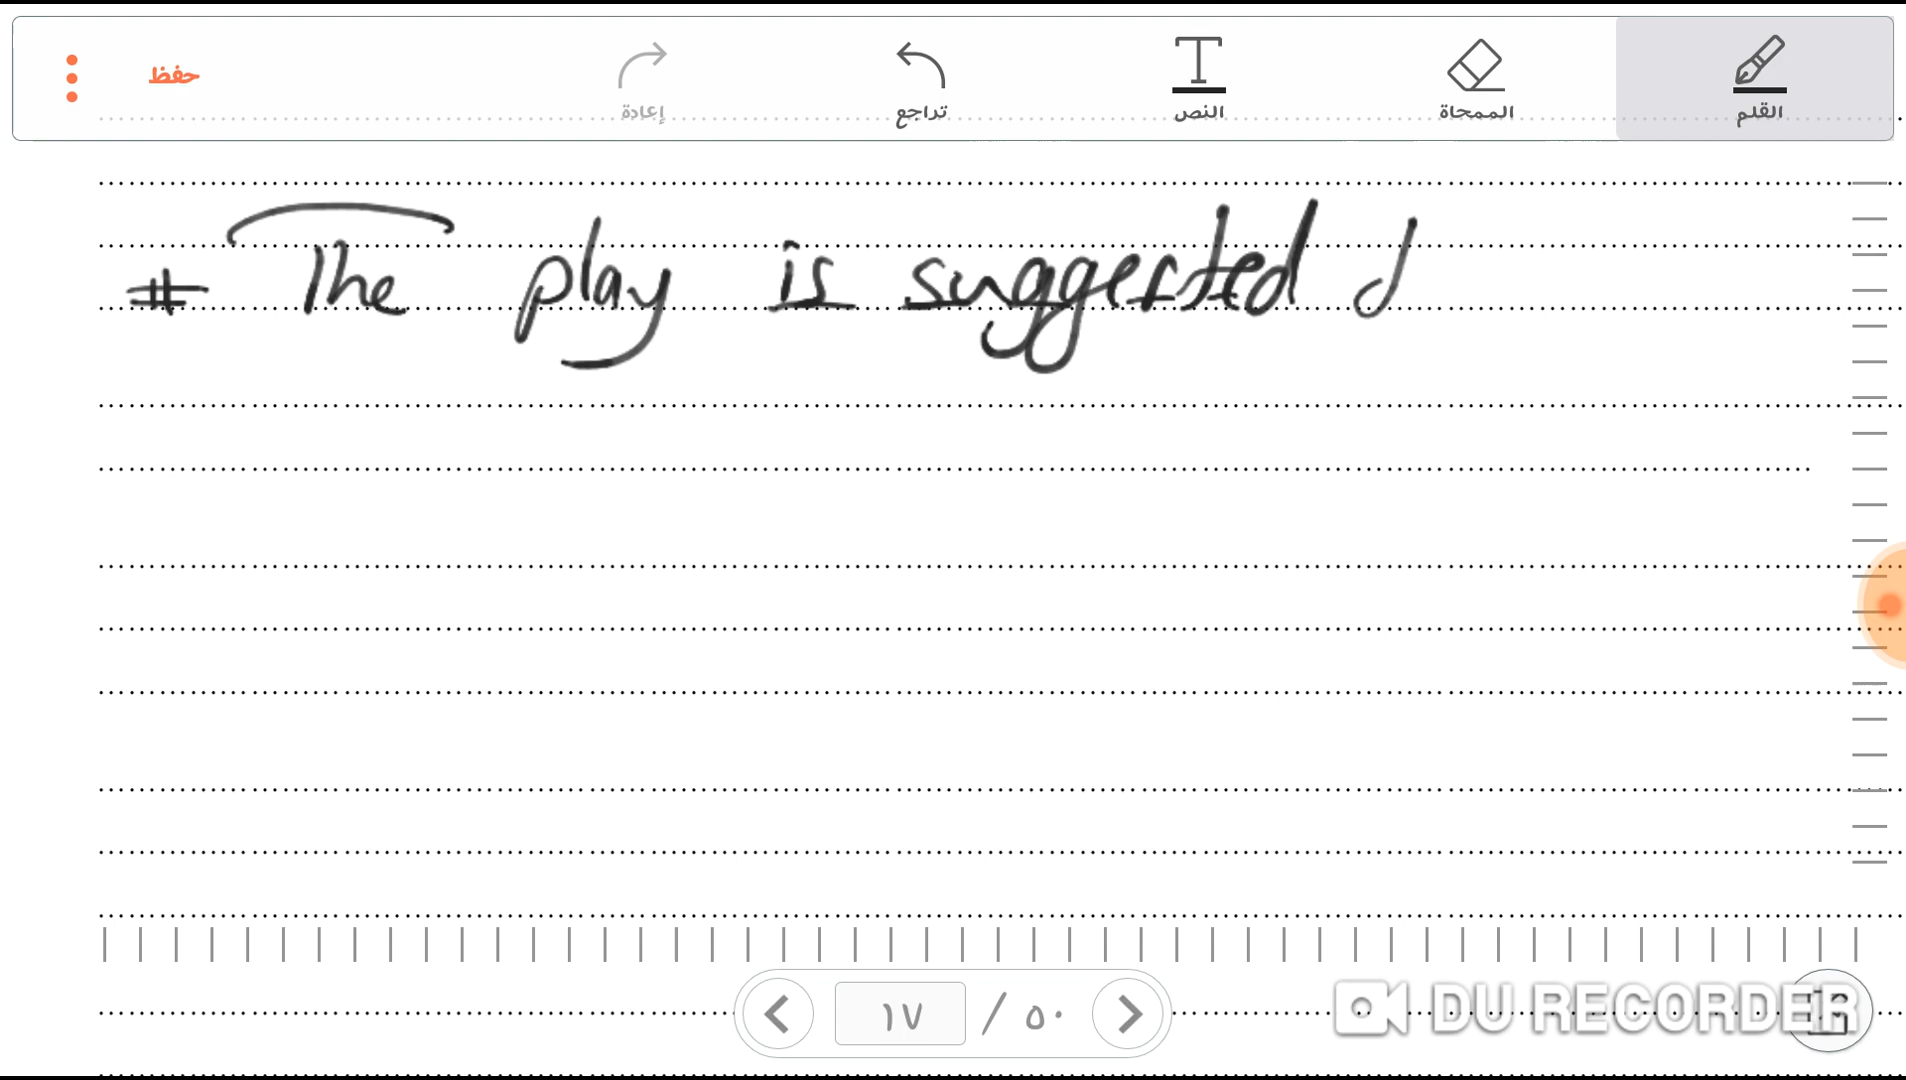 حفظ
إعادة
تراجع
النص
الممحاة
القلم
# The play is suggested d
١٧ / ٥٠
DU RECORDER